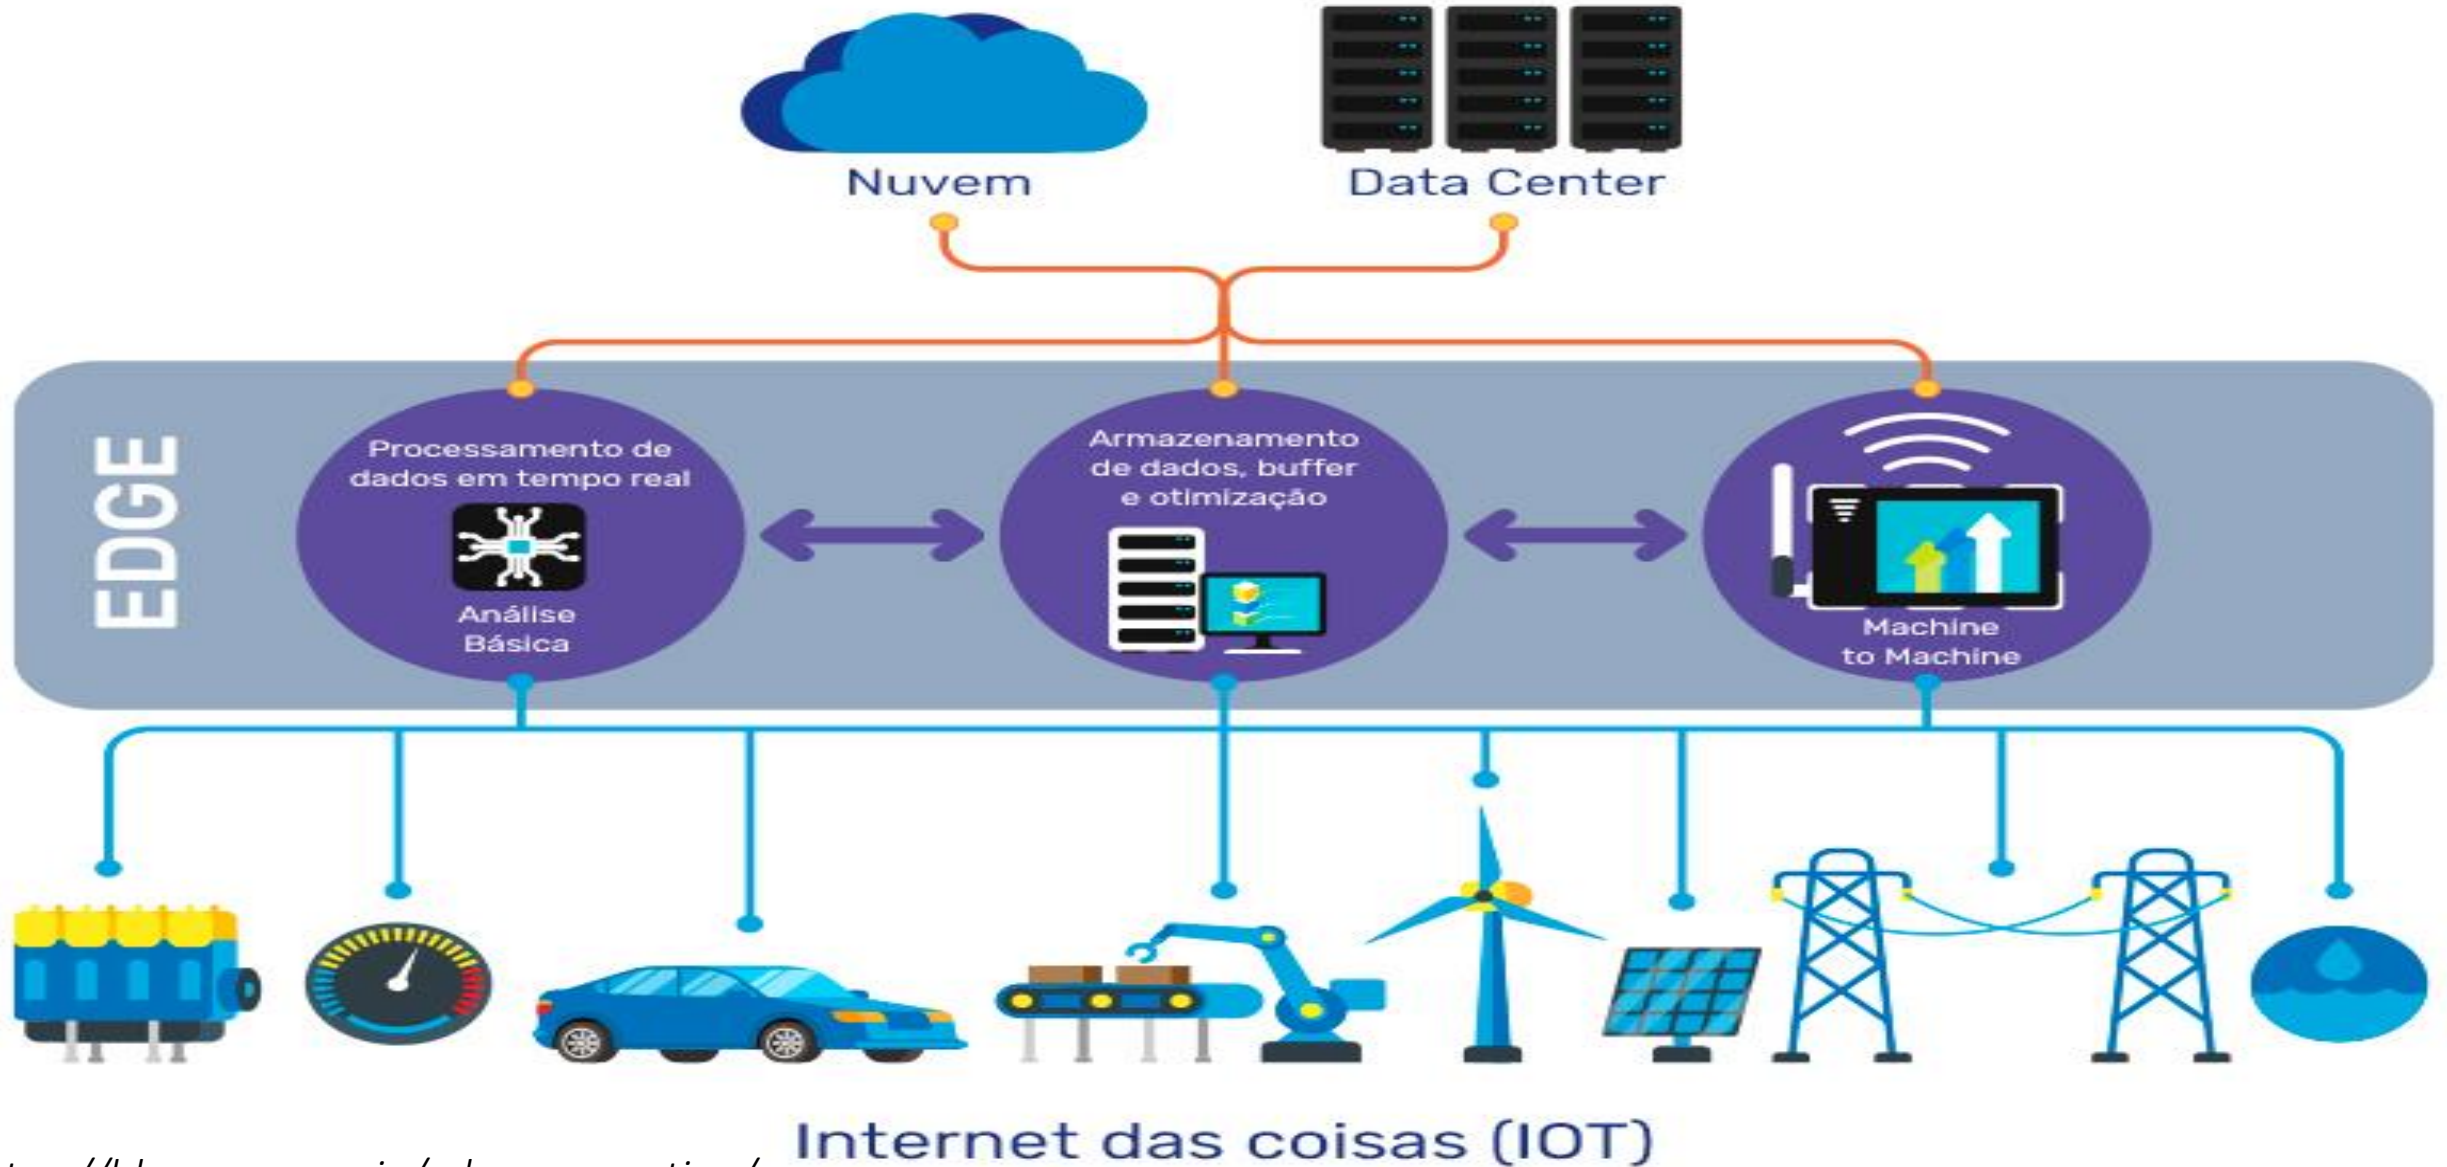 Nuvem
Data Center
EDGE
Processamento de
dados em tempo real
Análise
Básica
Armazenamento
de dados, buffer
e otimização
Machine
to Machine
Internet das coisas (IOT)